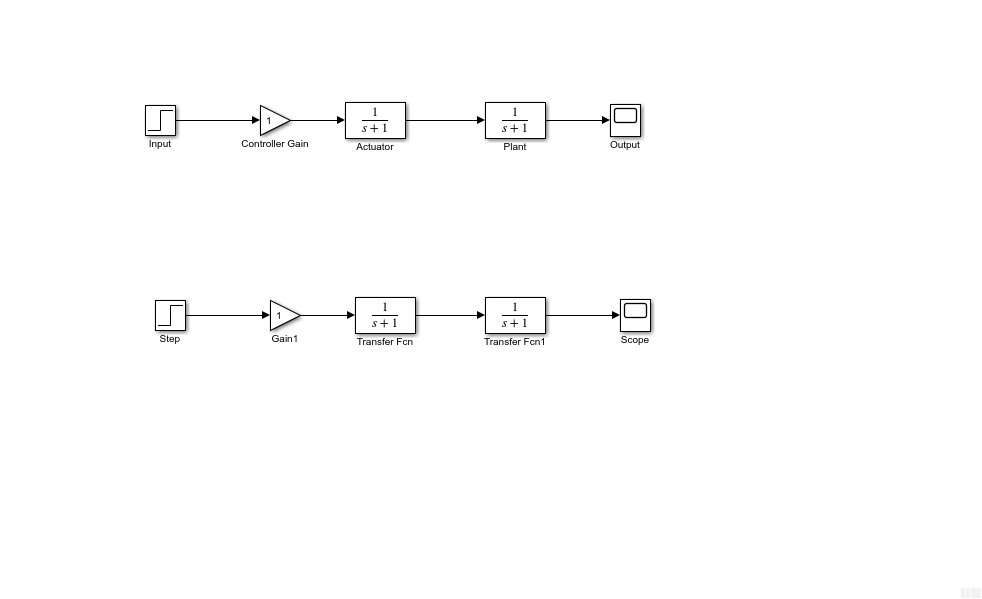 1
1
s + 1
1
s + 1
Input
Controller Gain
Actuator
Plant
Output
1
1
s + 1
1
s + 1
Step
Gain1
Transfer Fcn
Transfer Fcn1
Scope